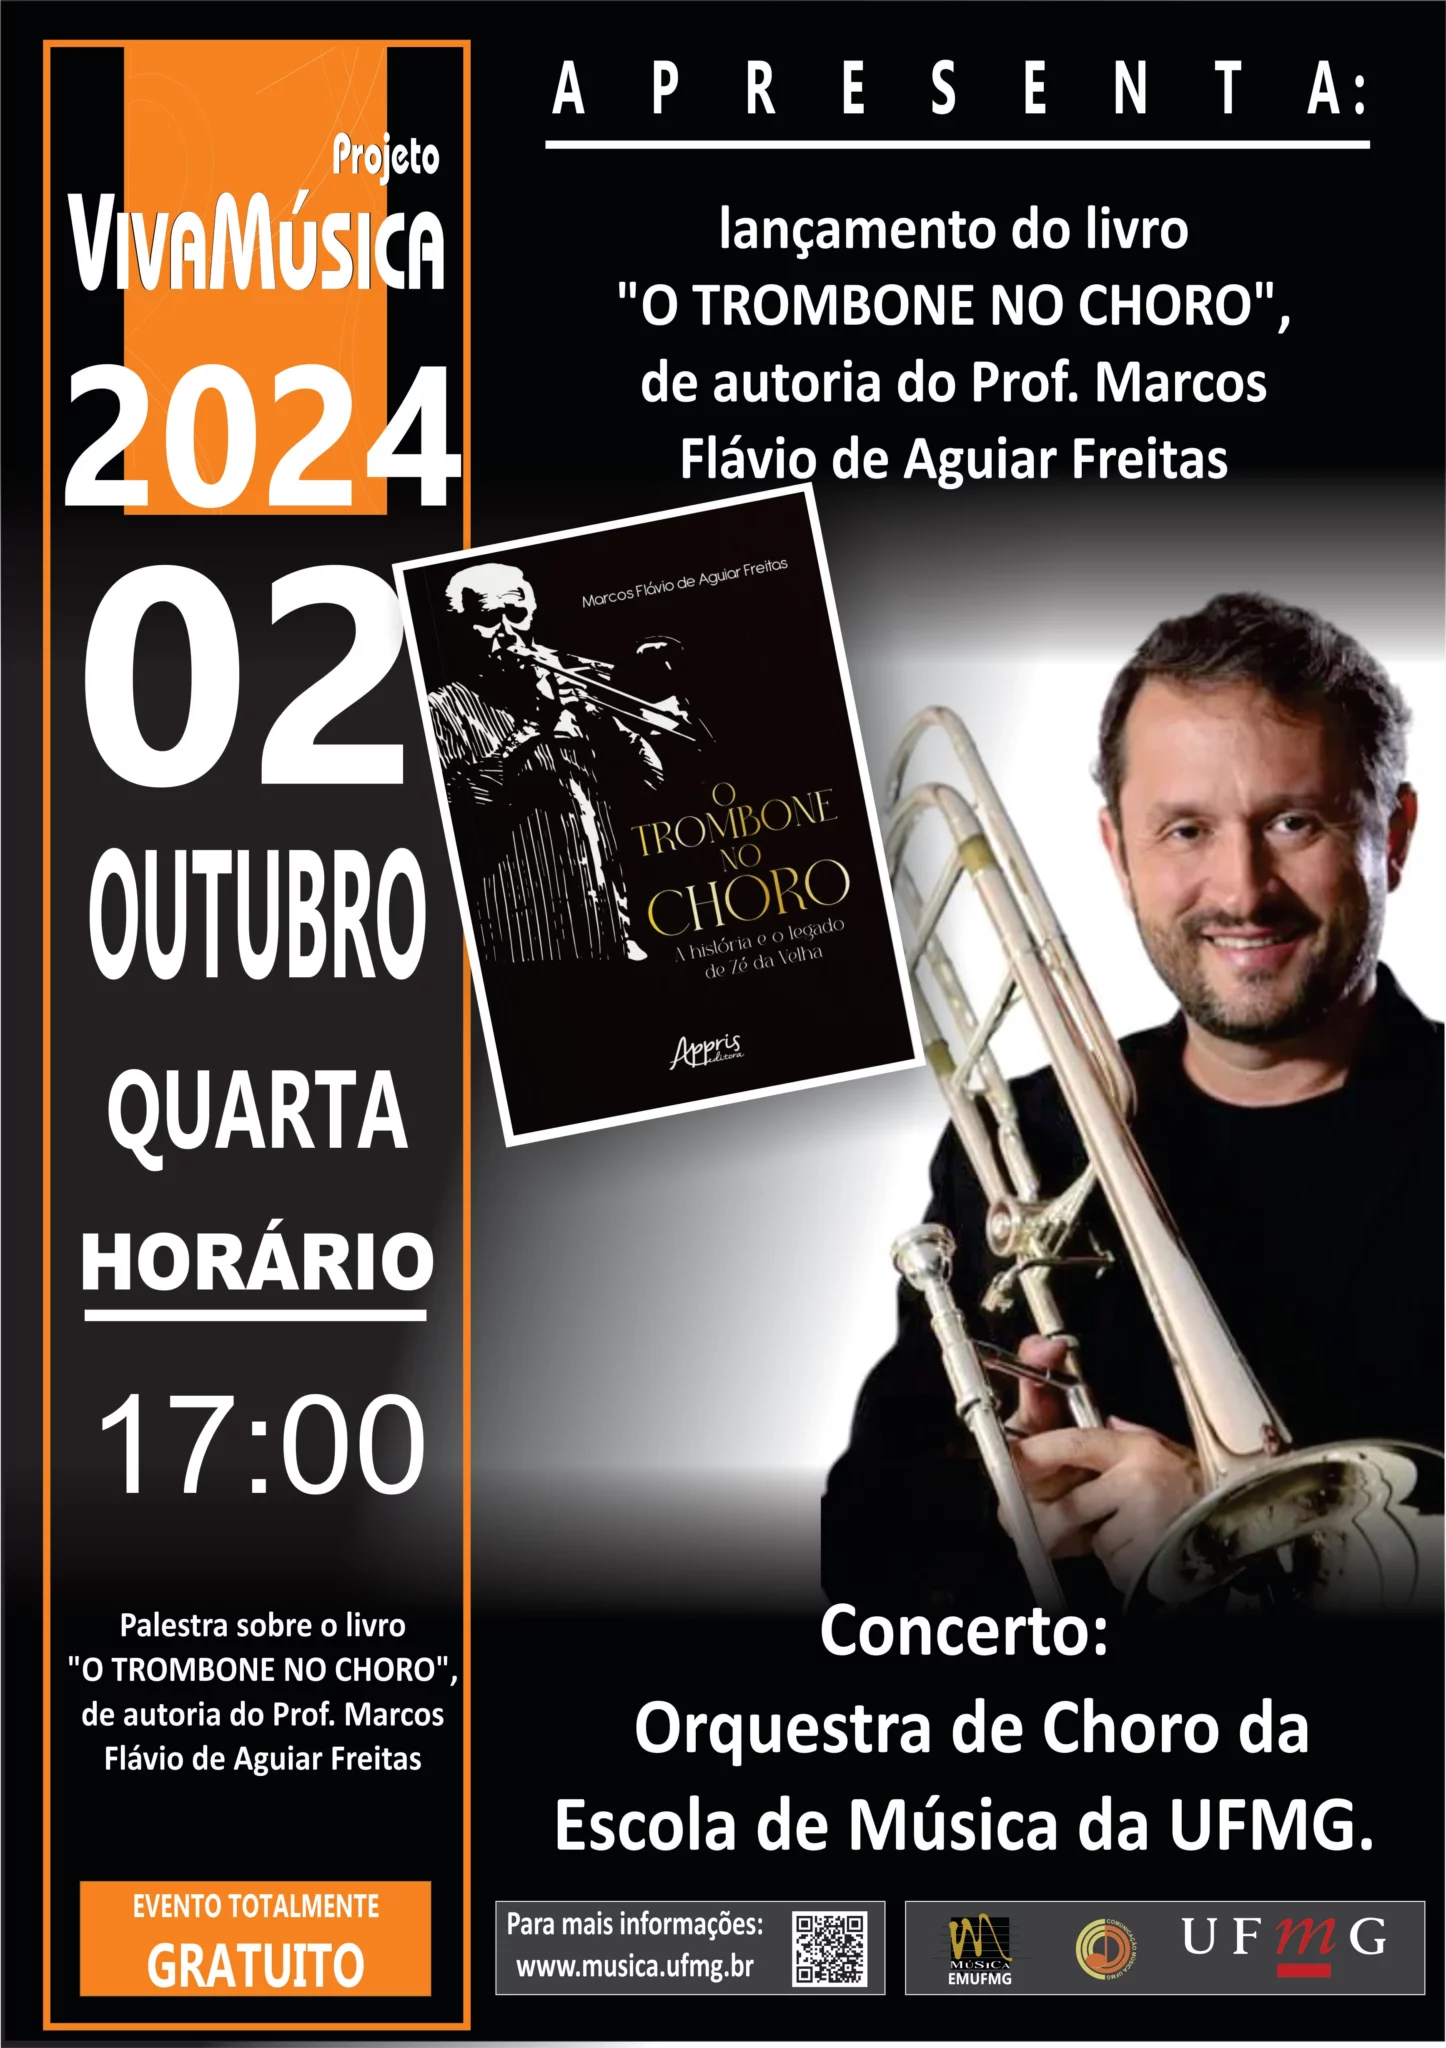 Projeto
VIVAMÚSICA
2024
02
OUTUBRO
QUARTA
HORÁRIO
17:00
Palestra sobre o livro
"O TROMBONE NO CHORO",
de autoria do Prof. Marcos
Flávio de Aguiar Freitas
EVENTO TOTALMENTE
GRATUITO
APRESENTA:
lançamento do livro
"O TROMBONE NO CHORO",
de autoria do Prof. Marcos
Flávio de Aguiar Freitas
Marcos Flávio de Aguiar Freitas
O
TROMBONE
NO
CHORO
A história e o legado
de Zé da Velha
Appris
editora
Concerto:
Orquestra de Choro da
Escola de Música da UFMG.
Para mais informações:
www.musica.ufmg.br
MÚSICA
EMUFMG
COMUNICAÇÃO MÚSICA UFMG
UFmG